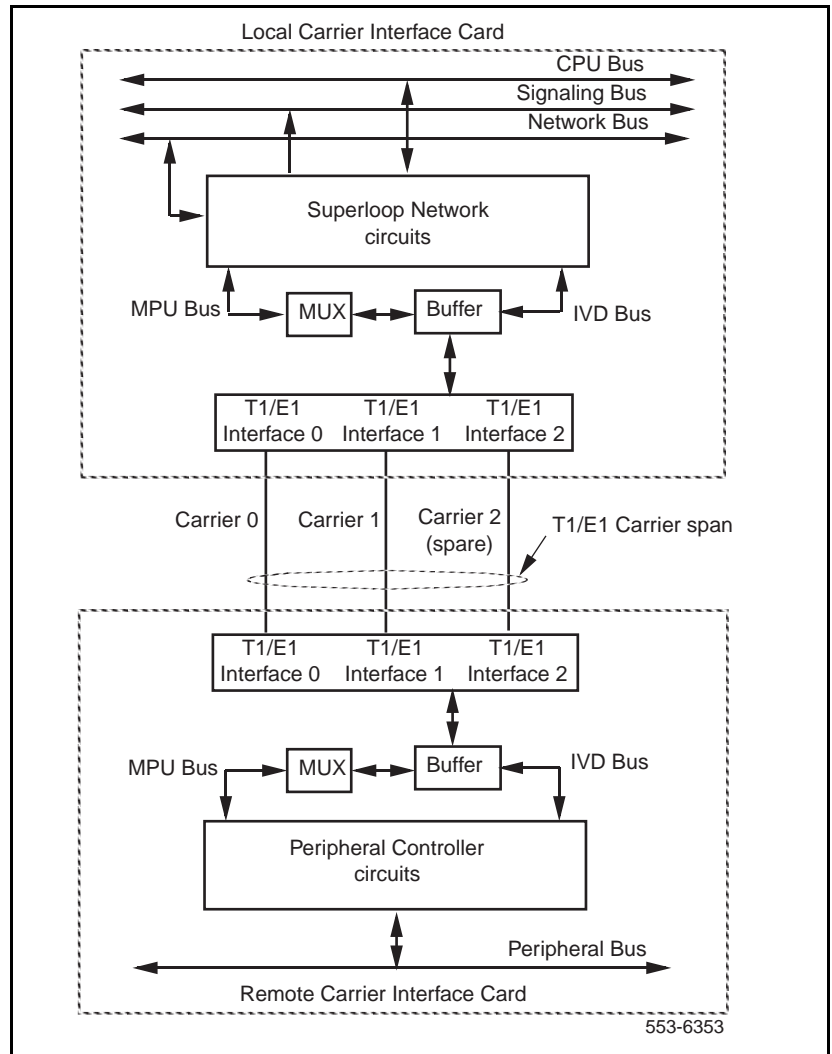 Local Carrier Interface Card
CPU Bus
Signaling Bus
Network Bus
Superloop Network
circuits
MPU Bus
MUX
Buffer
IVD Bus
T1/E1
Interface 0
T1/E1
Interface 1
T1/E1
Interface 2
Carrier 0
Carrier 1
Carrier 2
(spare)
T1/E1 Carrier span
T1/E1
Interface 0
T1/E1
Interface 1
T1/E1
Interface 2
MPU Bus
MUX
Buffer
IVD Bus
Peripheral Controller
circuits
Peripheral Bus
Remote Carrier Interface Card
553-6353